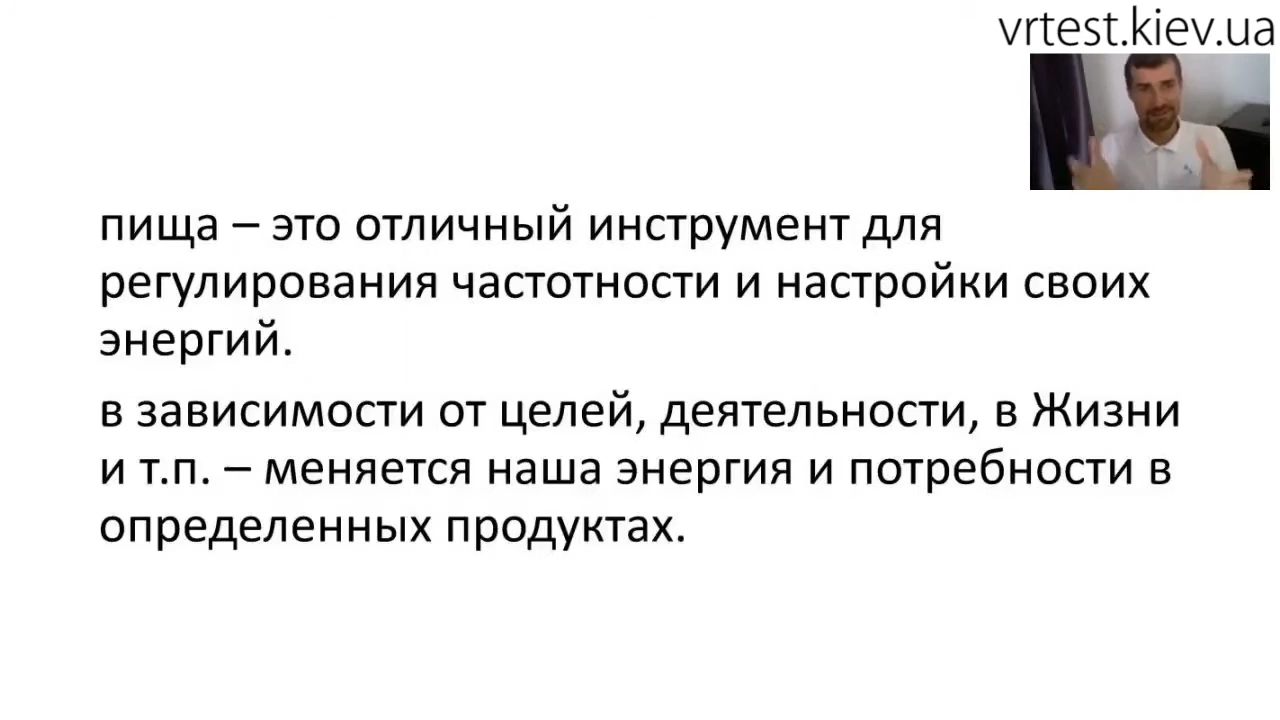 vrtest.kiev.ua
пища – это отличный инструмент для
регулирования частотности и настройки своих
энергий.
в зависимости от целей, деятельности, в Жизни
и т.п. – меняется наша энергия и потребности в
определенных продуктах.